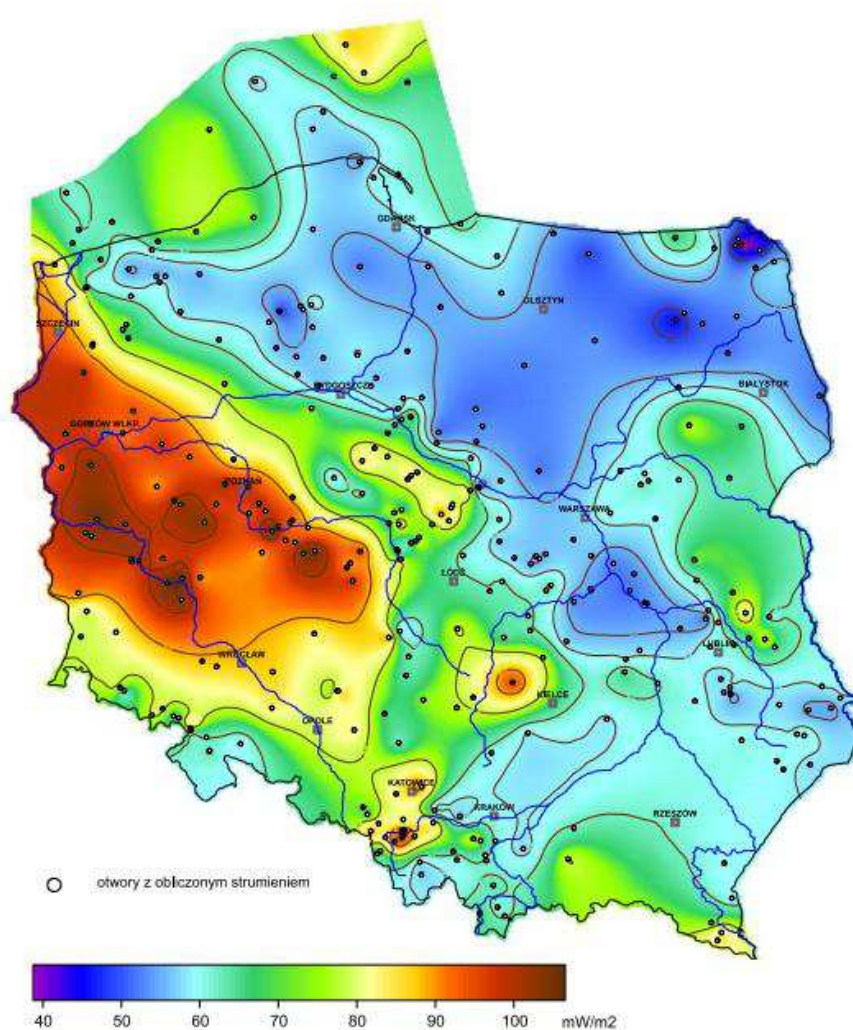 GDAŃSK
OLSZTYN
SZCZECIN
BYDGOSZCZ
BIAŁYSTOK
GORZÓW WLKP.
POZNAŃ
WARSZAWA
ŁÓDŹ
LUBLIN
WROCŁAW
KIELCE
OPOLE
KATOWICE
KRAKÓW
RZESZÓW
otwory z obliczonym strumieniem
40 50 60 70 80 90 100 mW/m2